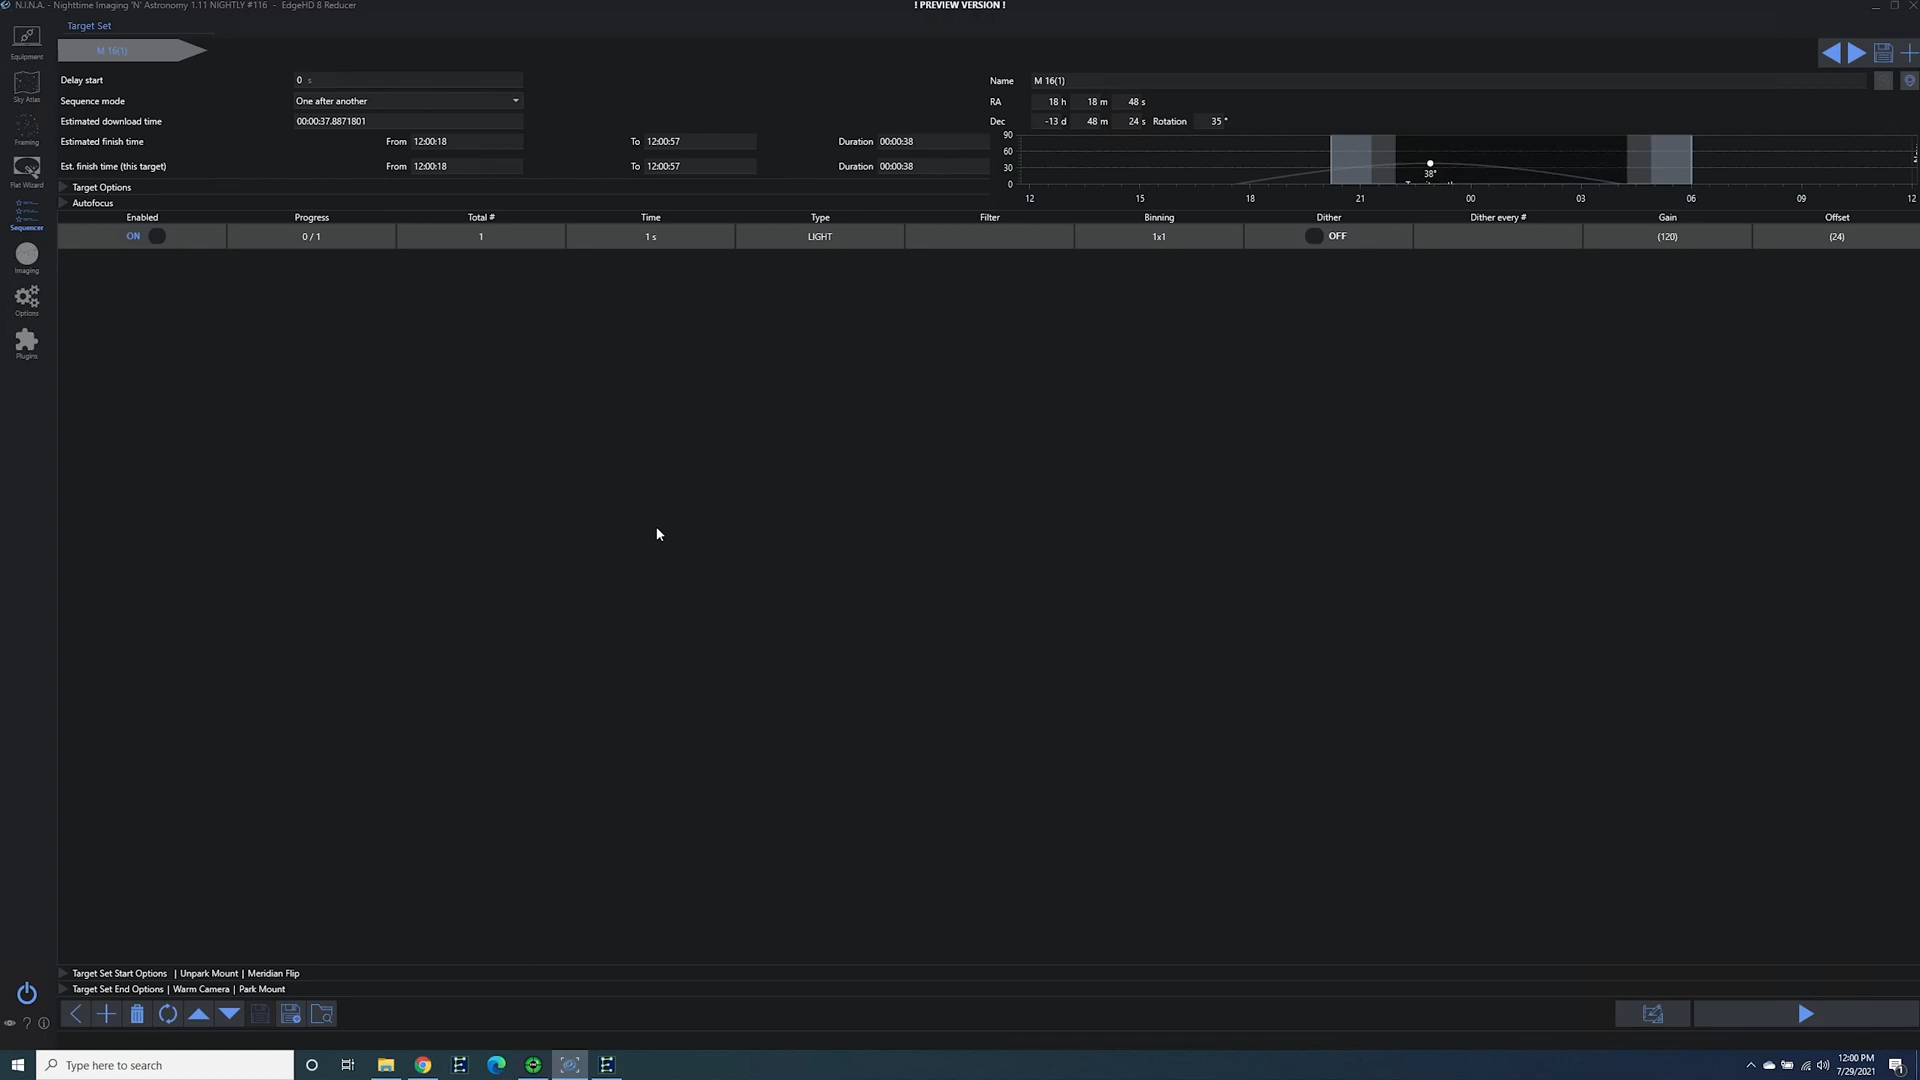 N.I.N.A. - Nighttime Imaging 'N' Astronomy 1.11 NIGHTLY #116 - EdgeHD 8 Reducer
! PREVIEW VERSION !
Equipment
Sky Atlas
Framing
Flat Wizard
Sequencer
Imaging
Options
Plugins
Target Set
M 16(1)
Delay start 0 s
Sequence mode One after another
Estimated download time 00:00:37.8871801
Estimated finish time From 12:00:18 To 12:00:57 Duration 00:00:38
Est. finish time (this target) From 12:00:18 To 12:00:57 Duration 00:00:38
Name M 16(1)
RA 18 h 18 m 48 s
Dec -13 d 48 m 24 s Rotation 35 °
90
60
30
0
38°
12 15 18 21 00 03 06 09 12
Target Options
Autofocus
Enabled Progress Total # Time Type Filter Binning Dither Dither every # Gain Offset
ON 0 / 1 1 1 s LIGHT 1x1 OFF (120) (24)
Target Set Start Options | Unpark Mount | Meridian Flip
Target Set End Options | Warm Camera | Park Mount
Type here to search
12:00 PM
7/29/2021
1